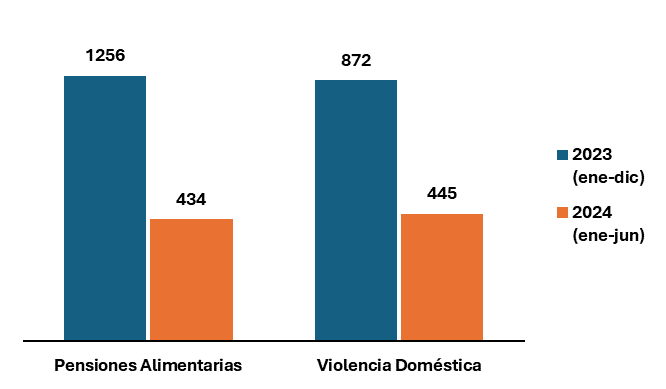 1256
872
434
445
2023
(ene-dic)
2024
(ene-jun)
Pensiones Alimentarias
Violencia Doméstica